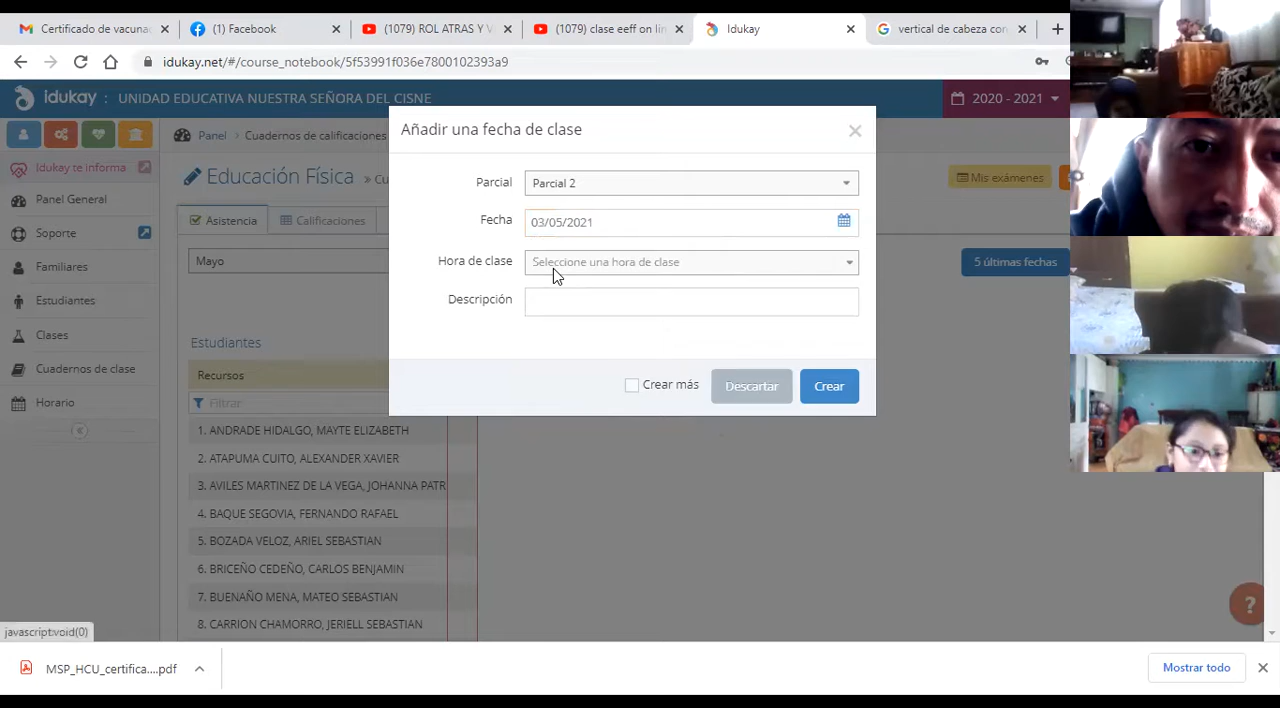 Certificado de vacuna
(1) Facebook
(1079) ROL ATRAS Y V
(1079) clase eeff on lin
Idukay
vertical de cabeza con
idukay.net/#/course_notebook/5f55991028e7800102393a9
idukay : UNIDAD EDUCATIVA NUESTRA SEÑORA DEL CISNE
2020 - 2021
Panel
Cuadernos de calificaciones
Idukay te informa
Panel General
Soporte
Familiares
Estudiantes
Clases
Cuadernos de clase
Horario
Educación Física » Cu
Mis exámenes
Asistencia
Calificaciones
Mayo
5 últimas fechas
Añadir una fecha de clase
Parcial
Parcial 2
Fecha
03/05/2021
Hora de clase
Seleccione una hora de clase
Descripción
Crear más
Descartar
Crear
Estudiantes
Recursos
Filtrar
1. ANDRADE HIDALGO, MAYTE ELIZABETH
2. ATAPUMA CUITO, ALEXANDER XAVIER
3. AVILES MARTINEZ DE LA VEGA, JOHANNA PATR
4. BAQUE SEGOVIA, FERNANDO RAFAEL
5. BOZADA VELOZ, ARIEL SEBASTIAN
6. BRICEÑO CEDEÑO, CARLOS BENJAMIN
7. BUENAÑO MENA, MATEO SEBASTIAN
8. CARRION CHAMORRO, JERIELL SEBASTIAN
?
javascript:void(0)
MSP_HCU_certifica....pdf
Mostrar todo